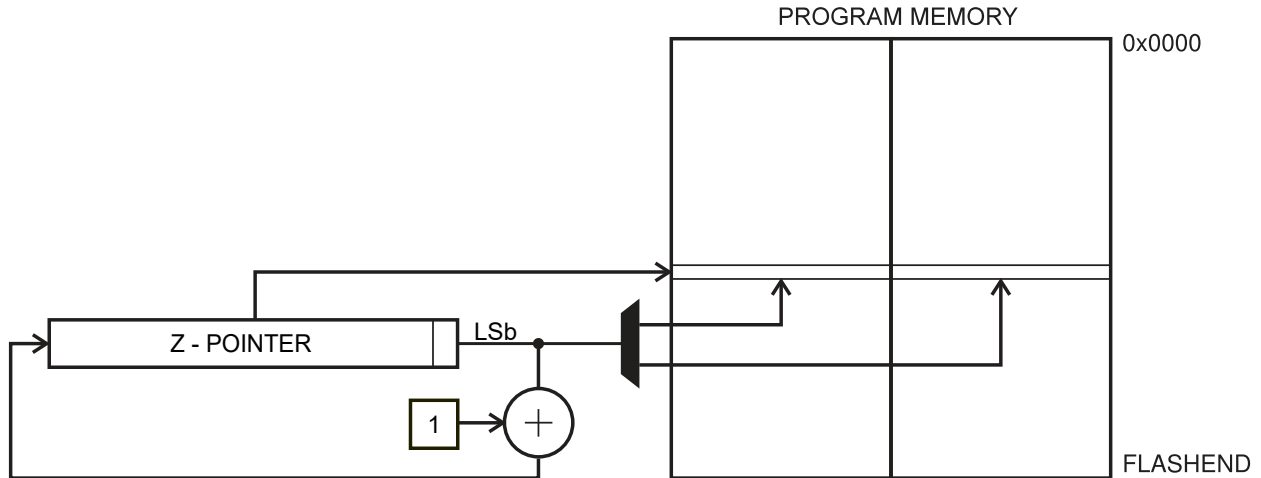 PROGRAM MEMORY
0x0000
LSb
Z - POINTER
1
FLASHEND